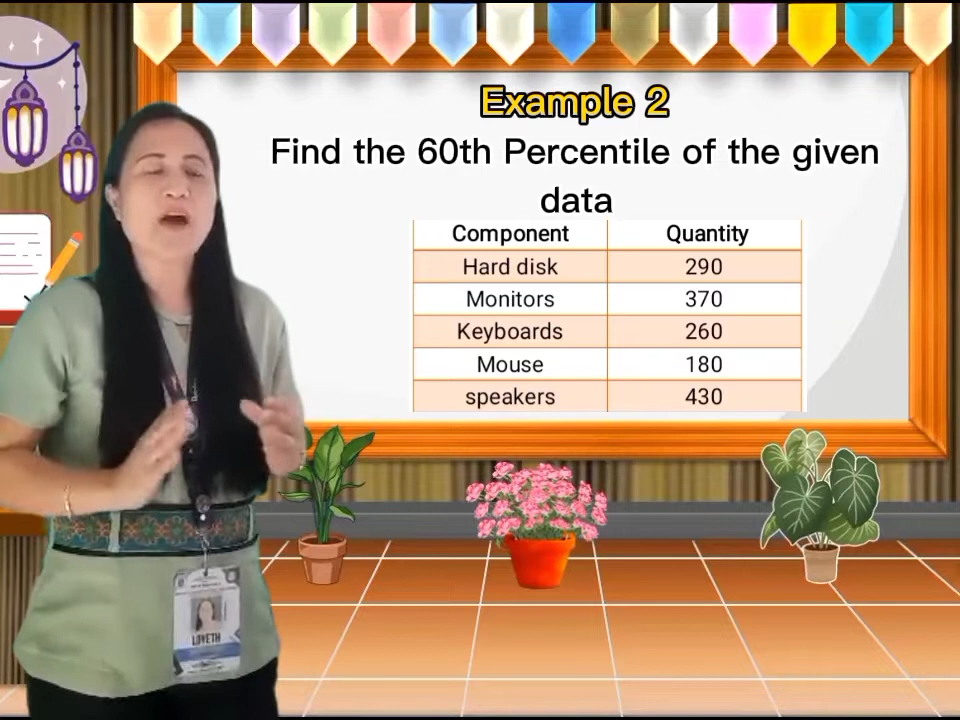 Example 2
Find the 60th Percentile of the given
data
Component Quantity
Hard disk 290
Monitors 370
Keyboards 260
Mouse 180
speakers 430
LOVETH